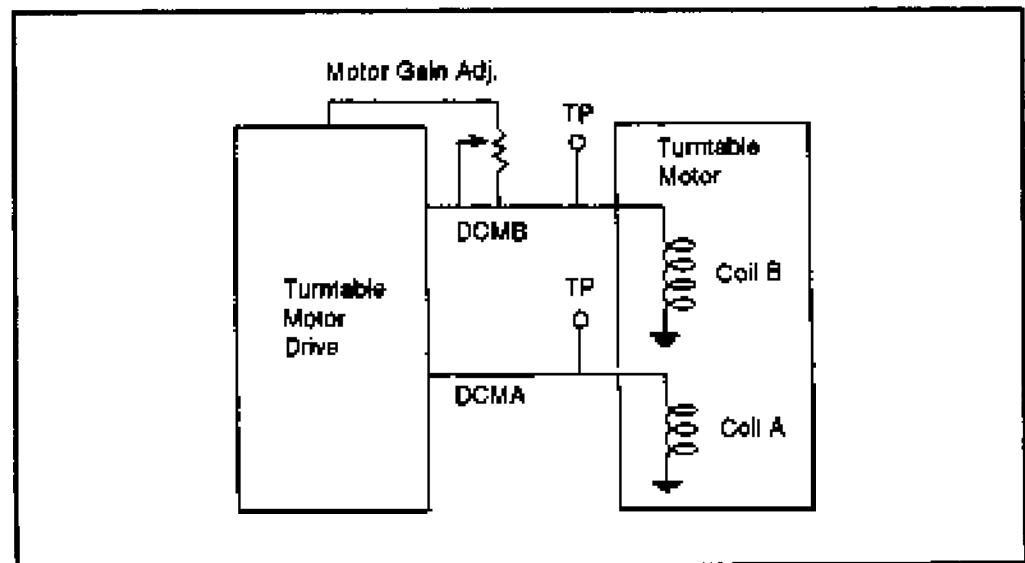 Motor Gain Adj.
TP
Turntable
Motor
DCMB
Coil B
Turntable
Motor
Drive
TP
DCMA
Coil A